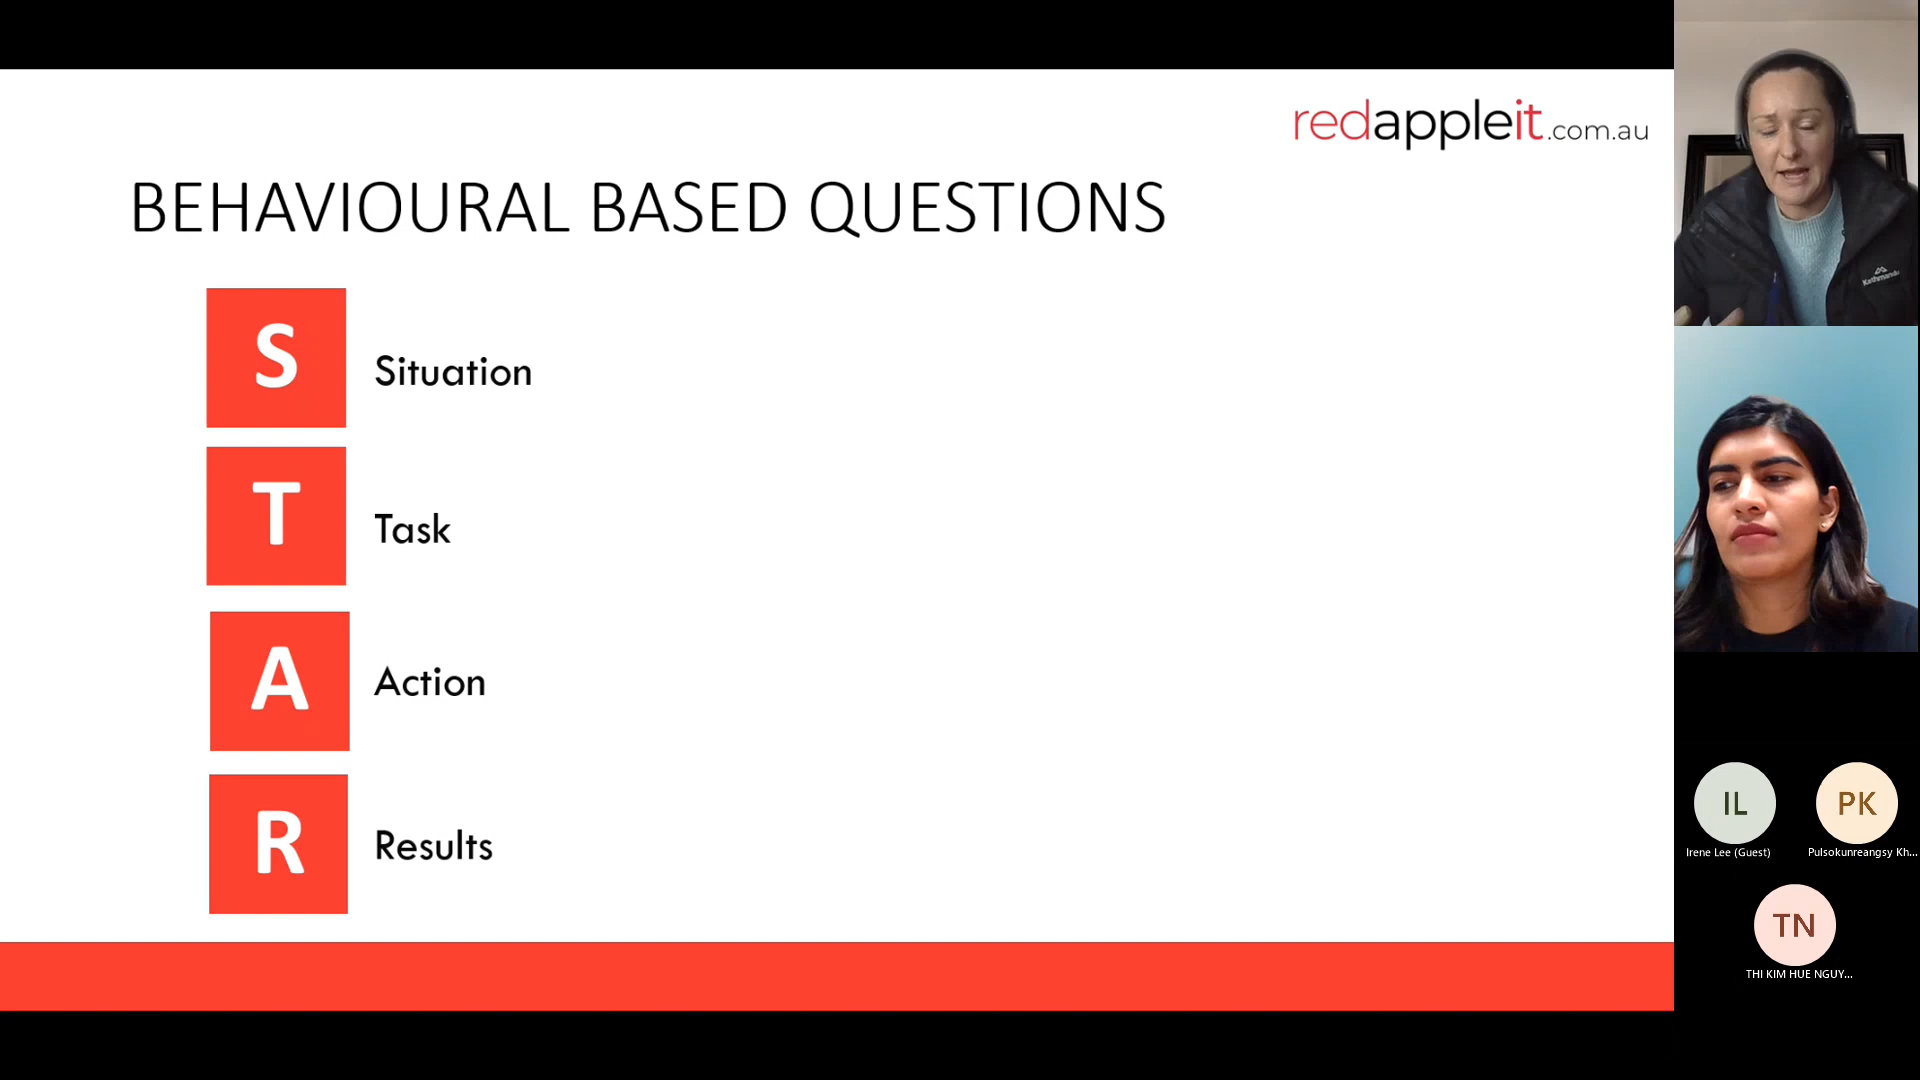 redappleit.com.au
BEHAVIOURAL BASED QUESTIONS
S
Situation
T
Task
A
Action
R
Results
Kathmandu
IL
PK
Irene Lee (Guest)
Pulsokunreangsy Kh...
TN
THI KIM HUE NGUY...